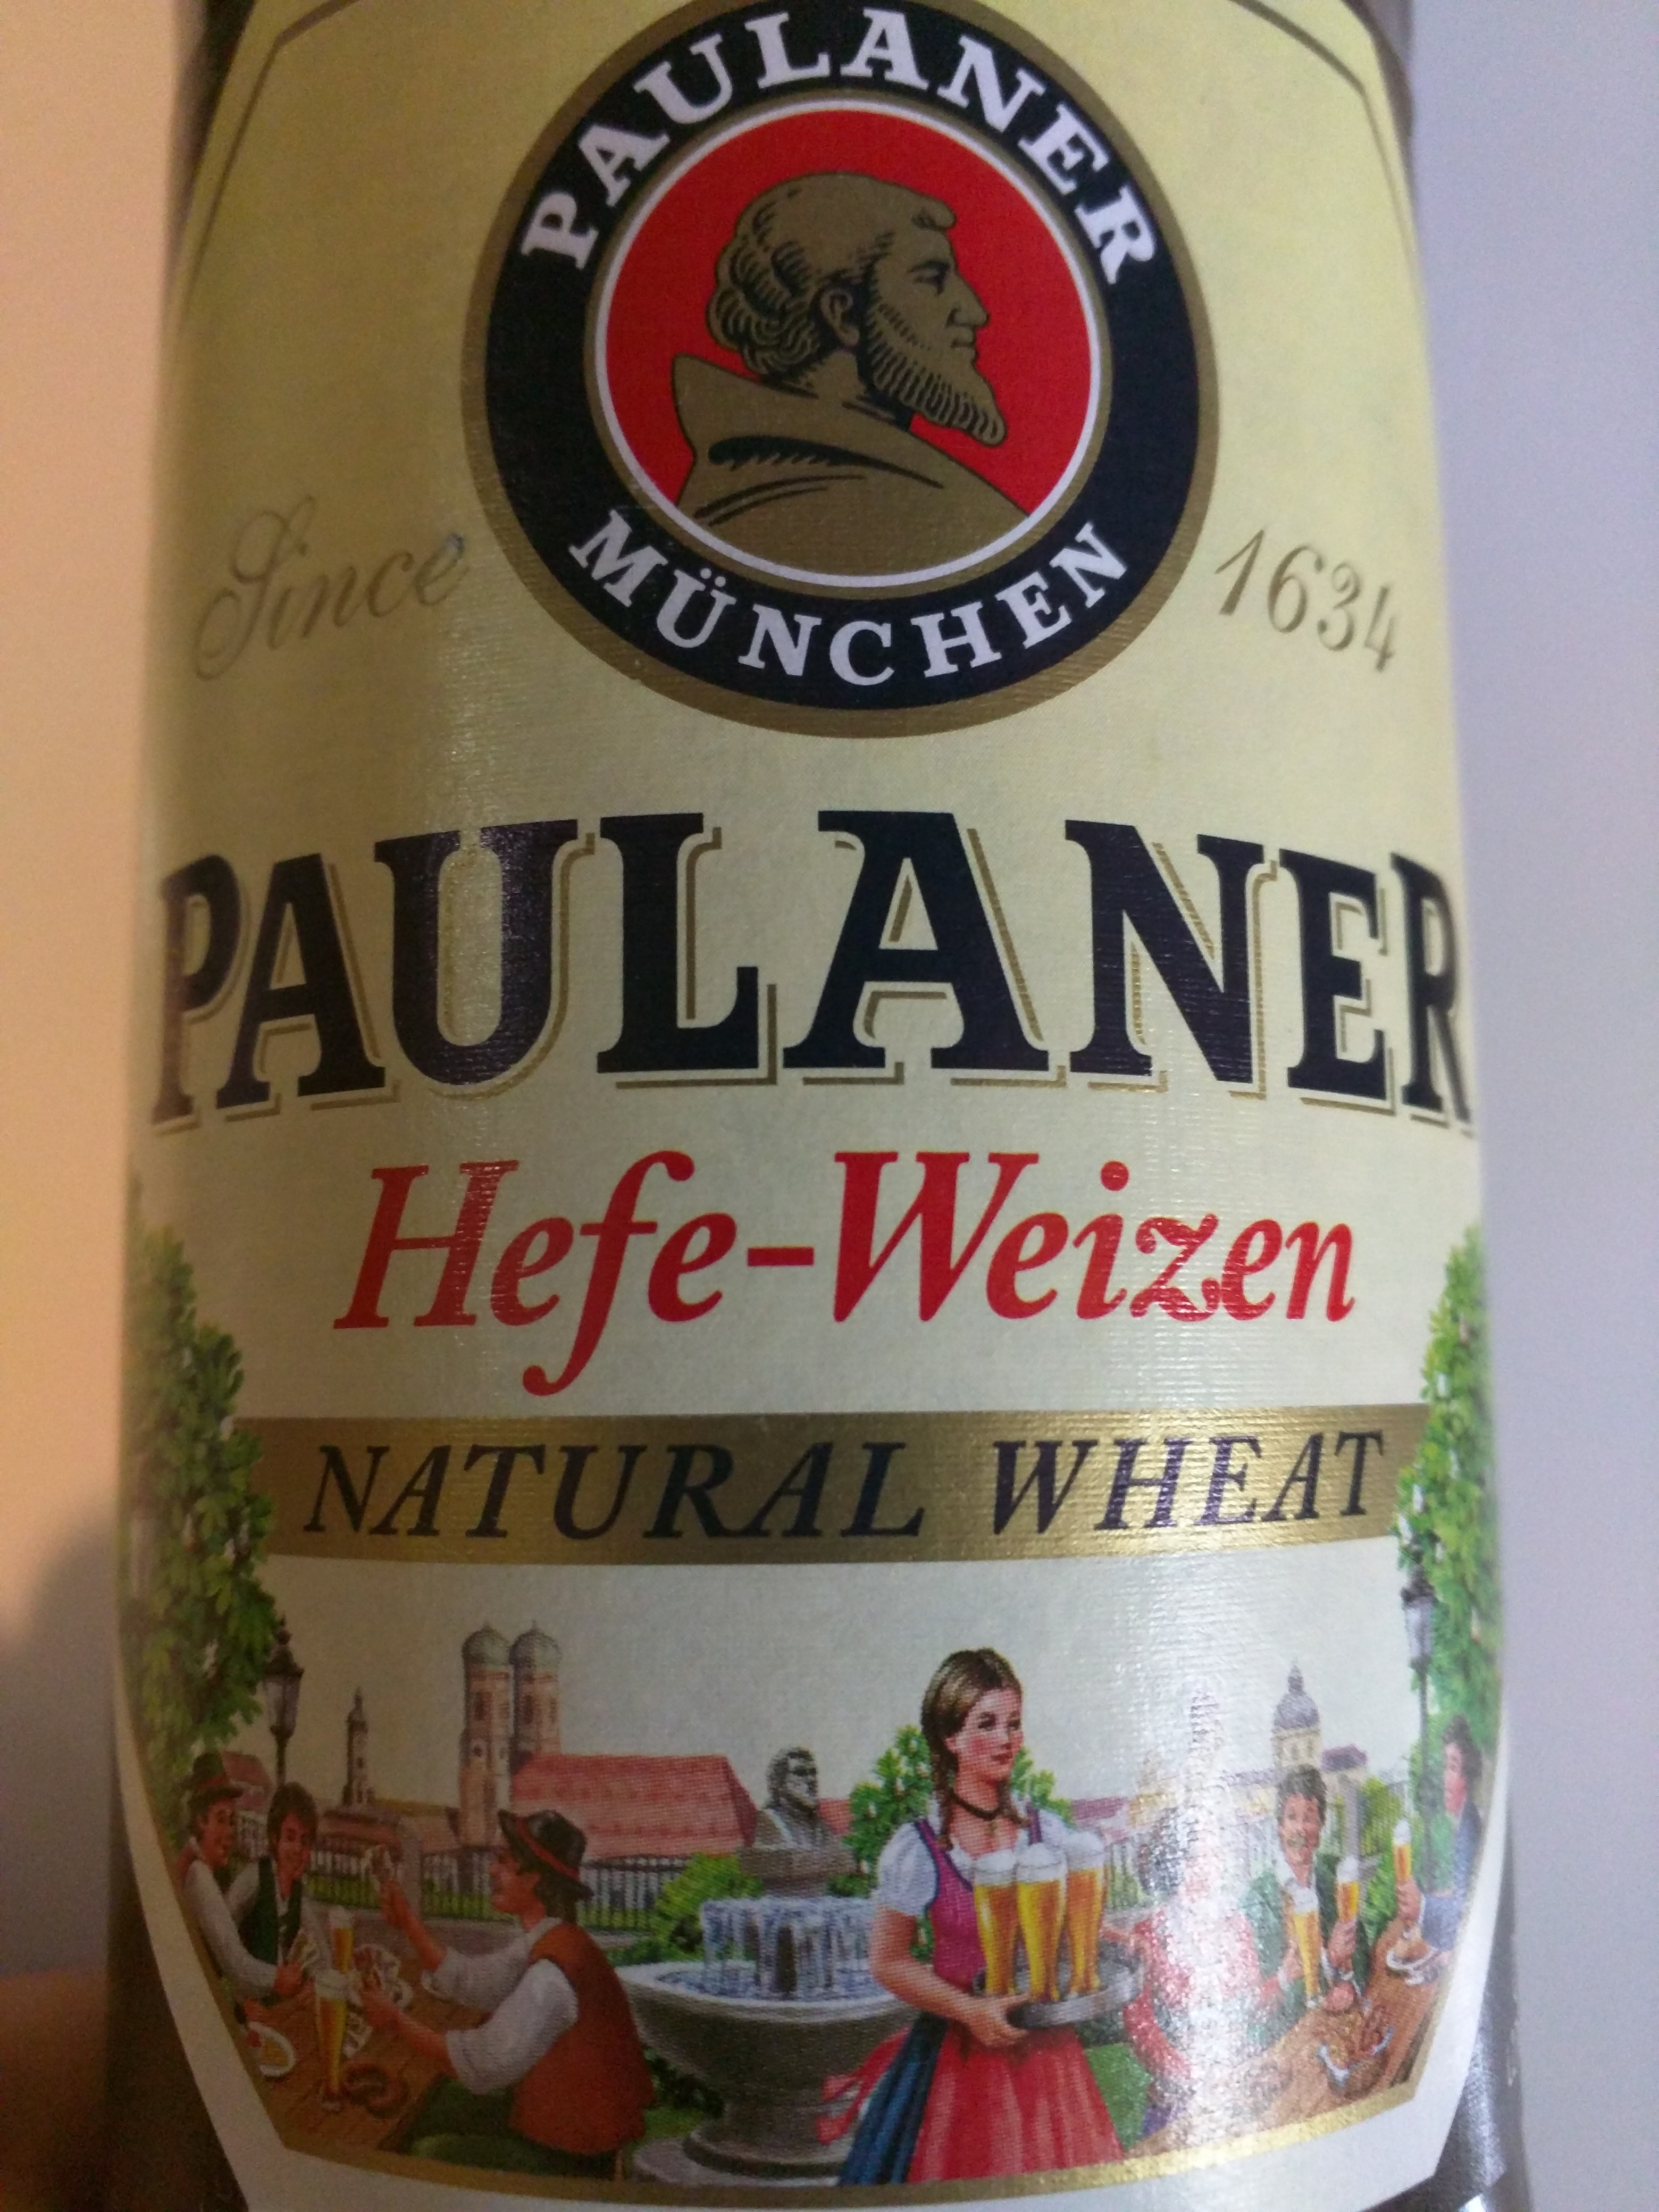 PAULANER
MÜNCHEN
Since 1634
PAULANER
Hefe-Weizen
NATURAL WHEAT